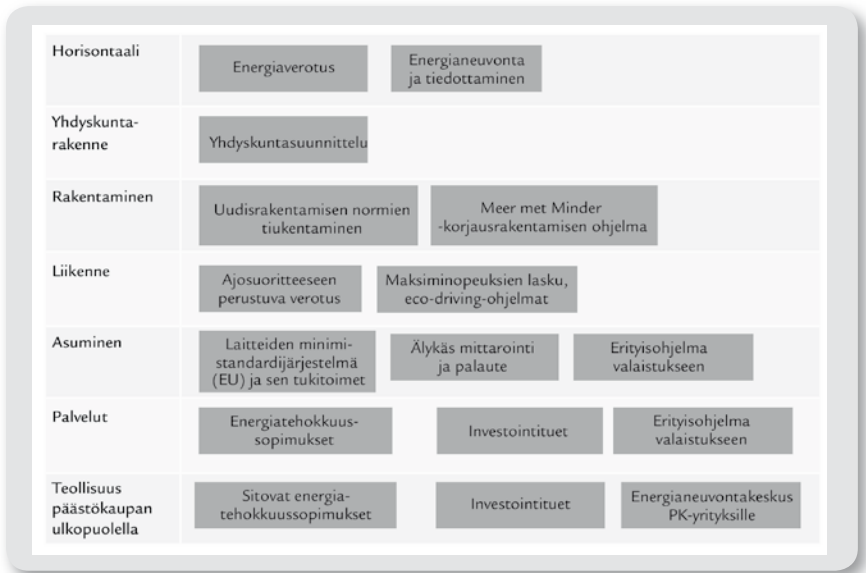 Horisontaali
Energiaverotus
Energianeuvonta
ja tiedottaminen
Yhdyskunta-
rakenne
Yhdyskuntasuunnittelu
Rakentaminen
Uudisrakentamisen normien
tiukentaminen
Meer met Minder
-korjausrakentamisen ohjelma
Liikenne
Ajosuoritteeseen
perustuva verotus
Maksiminopeuksien lasku,
eco-driving-ohjelmat
Asuminen
Laitteiden minimi-
standardijärjestelmä
(EU) ja sen tukitoimet
Älykäs mittarointi
ja palaute
Erityisohjelma
valaistukseen
Palvelut
Energiatehokkuus-
sopimukset
Investointituet
Erityisohjelma
valaistukseen
Teollisuus
päästökaupan
ulkopuolella
Sitovat energia-
tehokkuussopimukset
Investointituet
Energianeuvontakeskus
PK-yrityksille